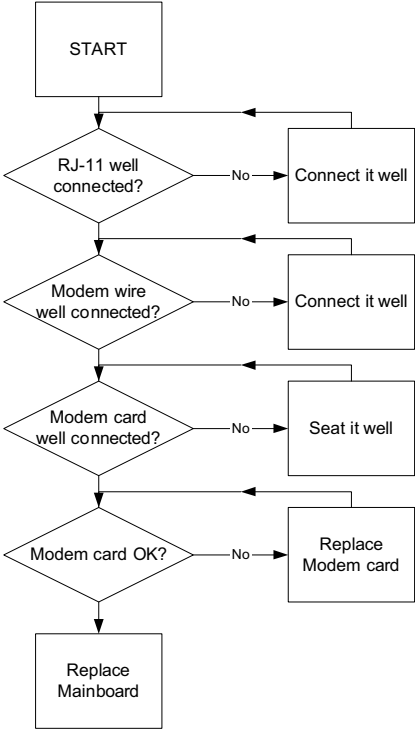 START
RJ-11 well
connected?
No
Connect it well
Modem wire
well connected?
No
Connect it well
Modem card
well connected?
No
Seat it well
Modem card OK?
No
Replace
Modem card
Replace
Mainboard